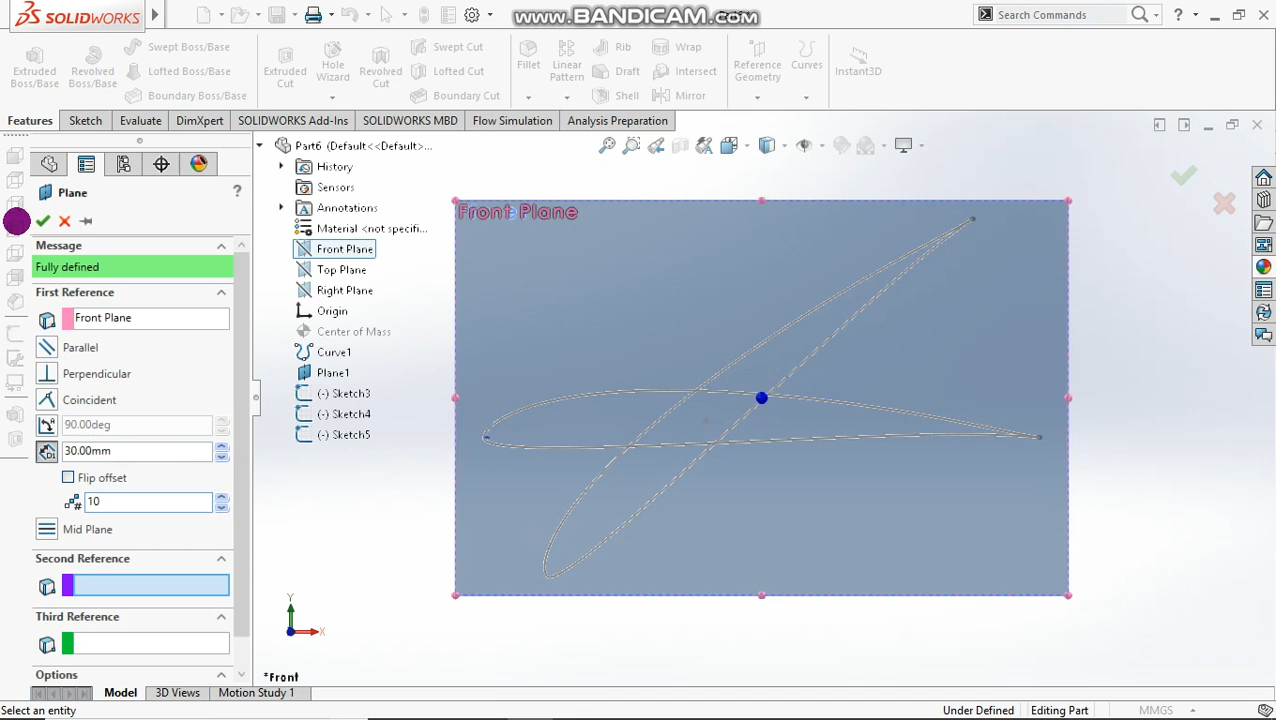 SOLIDWORKS
www.BANDICAM.com
Search Commands
?
Extruded Boss/Base
Revolved Boss/Base
Swept Boss/Base
Lofted Boss/Base
Boundary Boss/Base
Extruded Cut
Hole Wizard
Revolved Cut
Swept Cut
Lofted Cut
Boundary Cut
Fillet
Linear Pattern
Rib
Draft
Shell
Wrap
Intersect
Mirror
Reference Geometry
Curves
Instant3D
Features
Sketch
Evaluate
DimXpert
SOLIDWORKS Add-Ins
SOLIDWORKS MBD
Flow Simulation
Analysis Preparation
Plane
?
Message
Fully defined
First Reference
Front Plane
Parallel
Perpendicular
Coincident
90.00deg
30.00mm
Flip offset
10
Mid Plane
Second Reference
Third Reference
Options
Part6 (Default<<Default>...
History
Sensors
Annotations
Material <not specifi...
Front Plane
Top Plane
Right Plane
Origin
Center of Mass
Curve1
Plane1
(-) Sketch3
(-) Sketch4
(-) Sketch5
Front Plane
Y
X
*Front
Model
3D Views
Motion Study 1
Select an entity
Under Defined
Editing Part
MMGS